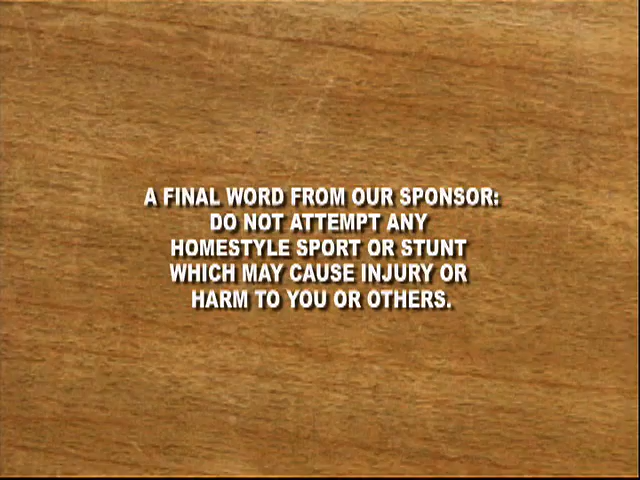 A FINAL WORD FROM OUR SPONSOR:
DO NOT ATTEMPT ANY
HOMESTYLE SPORT OR STUNT
WHICH MAY CAUSE INJURY OR
HARM TO YOU OR OTHERS.